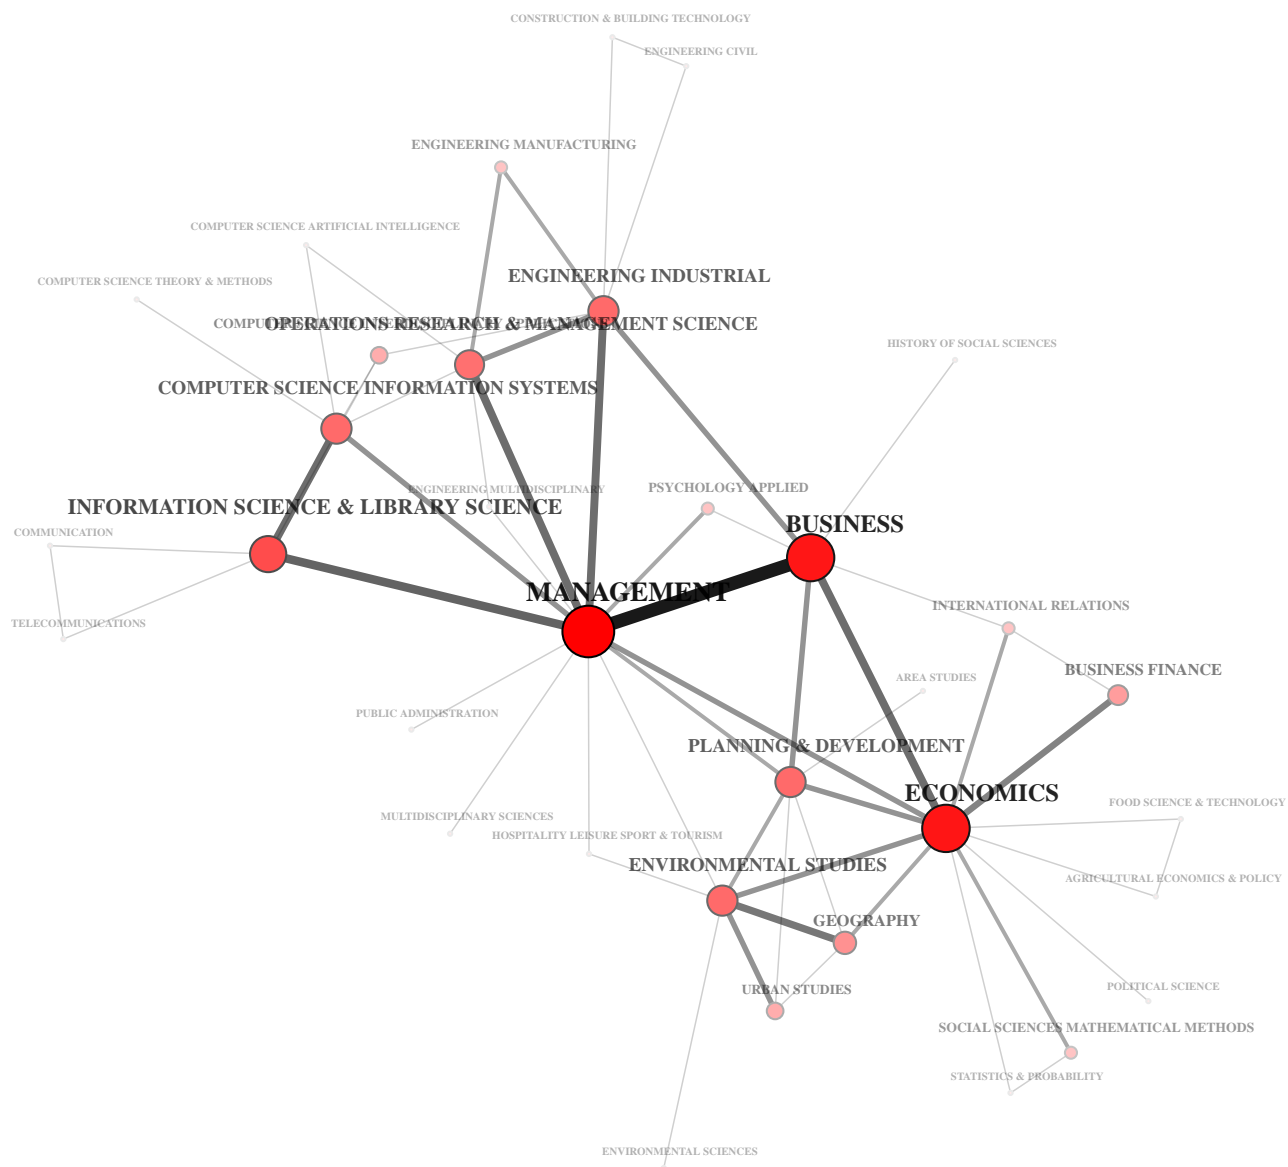 CONSTRUCTION & BUILDING TECHNOLOGY
ENGINEERING CIVIL
ENGINEERING MANUFACTURING
COMPUTER SCIENCE ARTIFICIAL INTELLIGENCE
ENGINEERING INDUSTRIAL
COMPUTER SCIENCE THEORY & METHODS
OPERATIONS RESEARCH & MANAGEMENT SCIENCE
HISTORY OF SOCIAL SCIENCES
COMPUTER SCIENCE INFORMATION SYSTEMS
ENGINEERING MULTIDISCIPLINARY
PSYCHOLOGY APPLIED
INFORMATION SCIENCE & LIBRARY SCIENCE
BUSINESS
COMMUNICATION
MANAGEMENT
INTERNATIONAL RELATIONS
TELECOMMUNICATIONS
BUSINESS FINANCE
AREA STUDIES
PUBLIC ADMINISTRATION
PLANNING & DEVELOPMENT
ECONOMICS
FOOD SCIENCE & TECHNOLOGY
MULTIDISCIPLINARY SCIENCES
HOSPITALITY LEISURE SPORT & TOURISM
ENVIRONMENTAL STUDIES
AGRICULTURAL ECONOMICS & POLICY
GEOGRAPHY
URBAN STUDIES
POLITICAL SCIENCE
SOCIAL SCIENCES MATHEMATICAL METHODS
STATISTICS & PROBABILITY
ENVIRONMENTAL SCIENCES